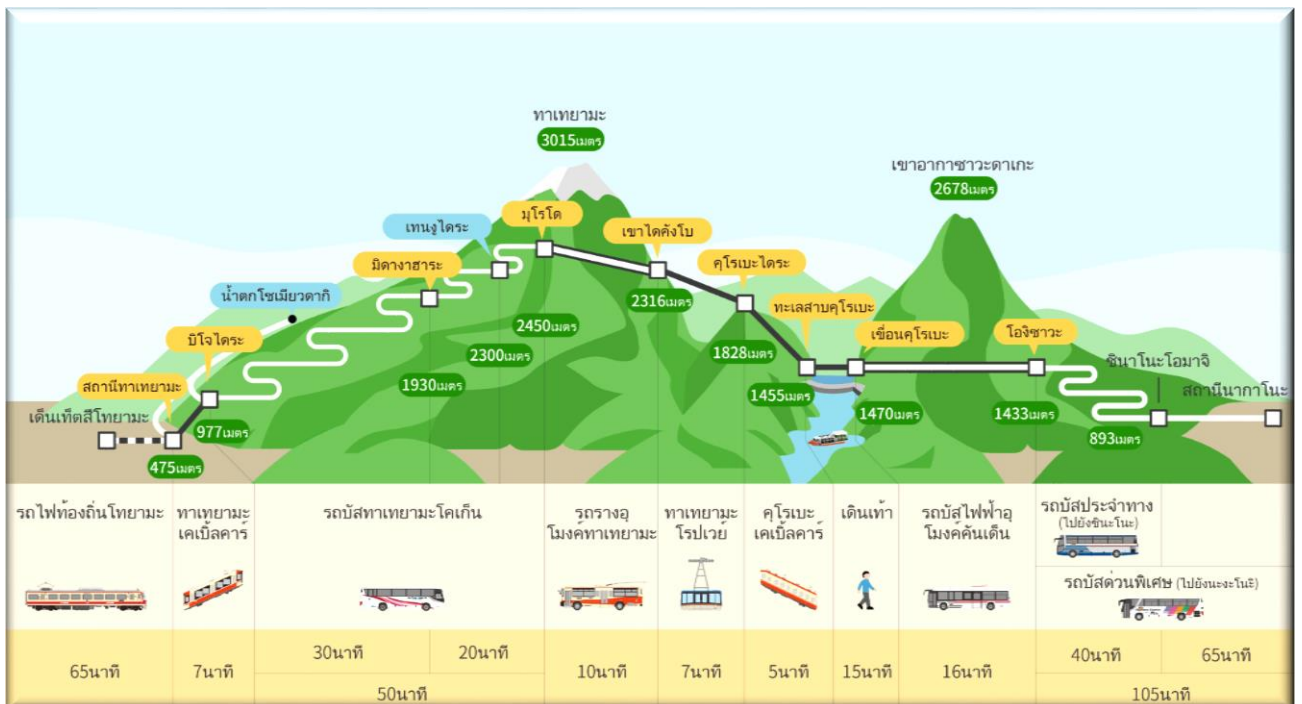 ทาเทยามะ
3015เมตร
เขาอากาซาวะดาเกะ
2678เมตร
มุโรโด
เทนงูไดระ
เขาไดคังโบ
มิดางาฮาระ
คุโรเบะไดระ
น้ำตกโชเมียวดากิ
2316เมตร
ทะเลสาบคุโรเบะ
2450เมตร
บิโจไดระ
เขื่อนคุโรเบะ
โองิซาวะ
1828เมตร
2300เมตร
ชินาโนะโอมาจิ
สถานีทาเทยามะ
1930เมตร
สถานีนากาโนะ
1455เมตร
เด็นเท็ตสึโทยามะ
1470เมตร
1433เมตร
977เมตร
893เมตร
475เมตร
รถไฟท้องถิ่นโทยามะ
ทาเทยามะ
เคเบิ้ลคาร์
รถบัสทาเทยามะโคเก็น
รถรางอุ
โมงค์ทาเทยามะ
ทาเทยามะ
โรปเวย์
คุโรเบะ
เคเบิ้ลคาร์
เดินเท้า
รถบัสไฟฟ้าอุ
โมงค์คันเด็น
รถบัสประจำทาง
(ไปยังชินะโนะ)
รถบัสด่วนพิเศษ (ไปยังนะงะโนะ)
65นาที
7นาที
30นาที
20นาที
50นาที
10นาที
7นาที
5นาที
15นาที
16นาที
40นาที
65นาที
105นาที